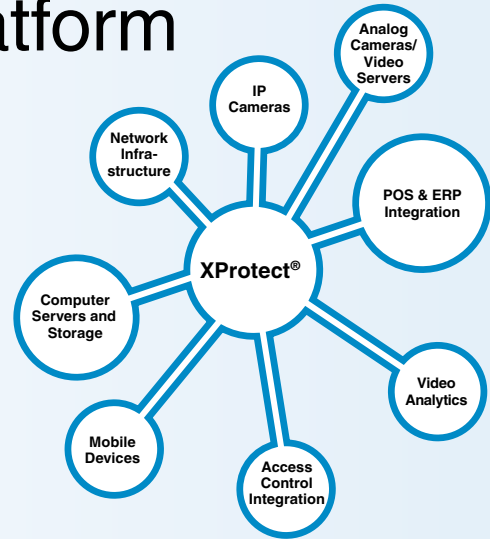 atform
Analog
Cameras/
Video
Servers
IP
Cameras
Network
Infra-
structure
POS & ERP
Integration
XProtect®
Computer
Servers and
Storage
Video
Analytics
Mobile
Devices
Access
Control
Integration